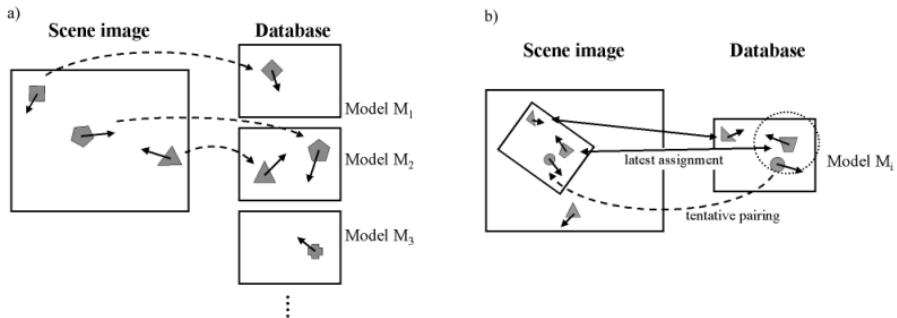 a)
Scene image
Database
Model M1
Model M2
Model M3
b)
Scene image
Database
latest assignment
Model Mi
tentative pairing